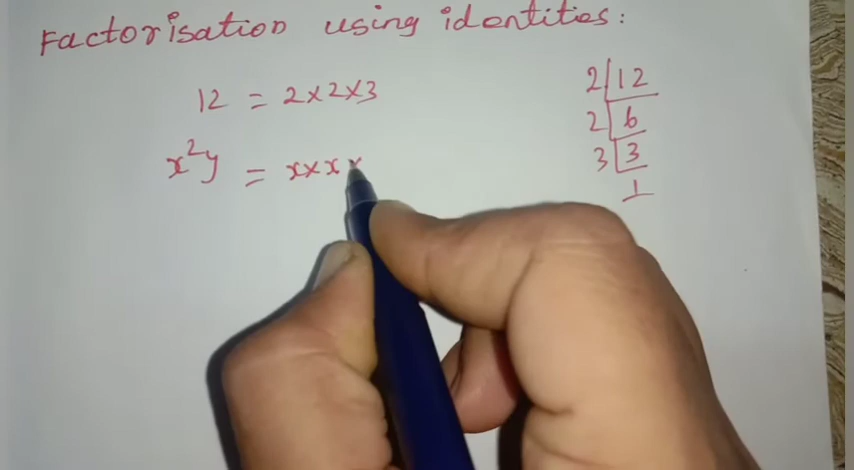 Factorisation using identities:
12 = 2×2×3
x²y = x×x×
2|12
2|6
3|3
1